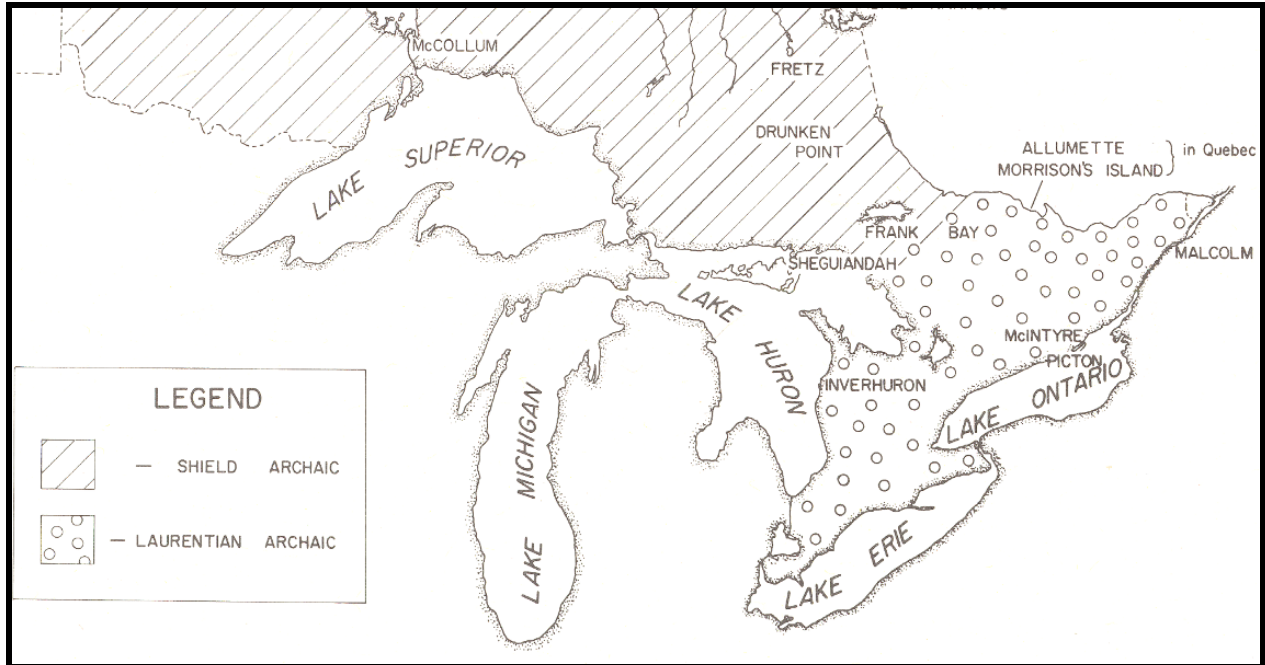 McCOLLUM
FRETZ
DRUNKEN
POINT
LAKE SUPERIOR
ALLUMETTE
MORRISON'S ISLAND
in Quebec
FRANK BAY
MALCOLM
SHEGUIANDAH
LAKE HURON
McINTYRE
PICTON
INVERHURON
LAKE ONTARIO
LAKE MICHIGAN
LAKE ERIE
LEGEND
— SHIELD ARCHAIC
— LAURENTIAN ARCHAIC